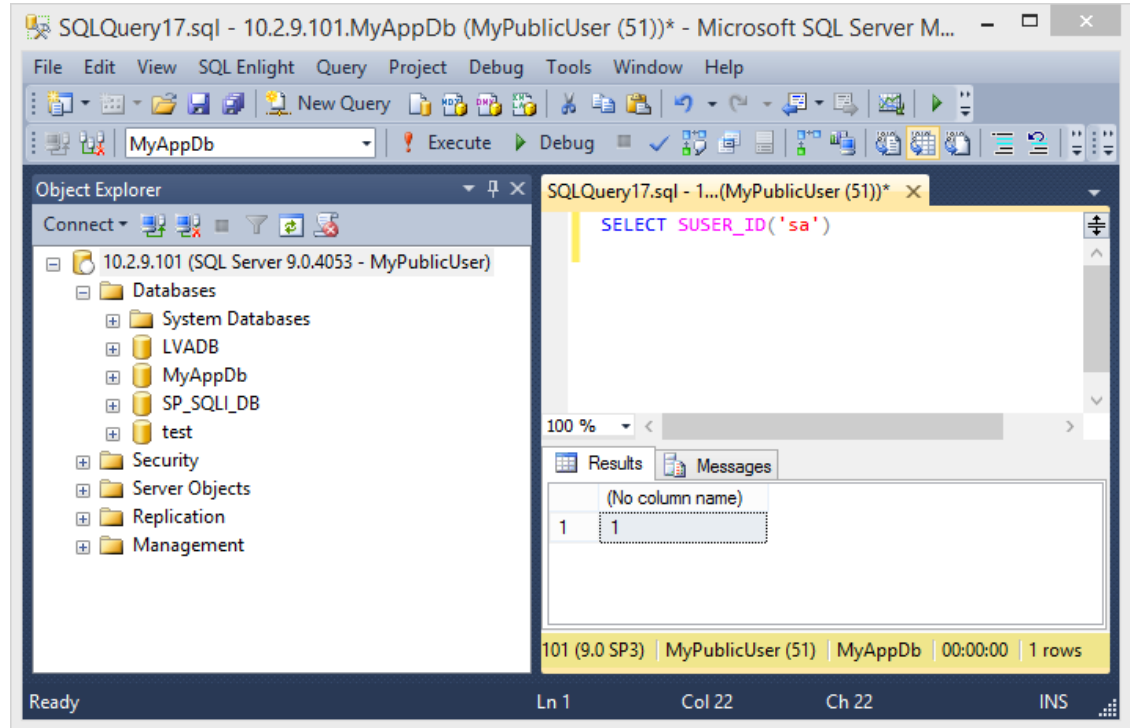 SQLQuery17.sql - 10.2.9.101.MyAppDb (MyPublicUser (51))* - Microsoft SQL Server M...
File Edit View SQL Enlight Query Project Debug Tools Window Help
New Query
MyAppDb Execute Debug
Object Explorer
SQLQuery17.sql - 1...(MyPublicUser (51))*
Connect
SELECT SUSER_ID('sa')
10.2.9.101 (SQL Server 9.0.4053 - MyPublicUser)
Databases
System Databases
LVADB
MyAppDb
SP_SQLI_DB
test
Security
Server Objects
Replication
Management
100 %
Results Messages
(No column name)
1 1
101 (9.0 SP3) MyPublicUser (51) MyAppDb 00:00:00 1 rows
Ready Ln 1 Col 22 Ch 22 INS